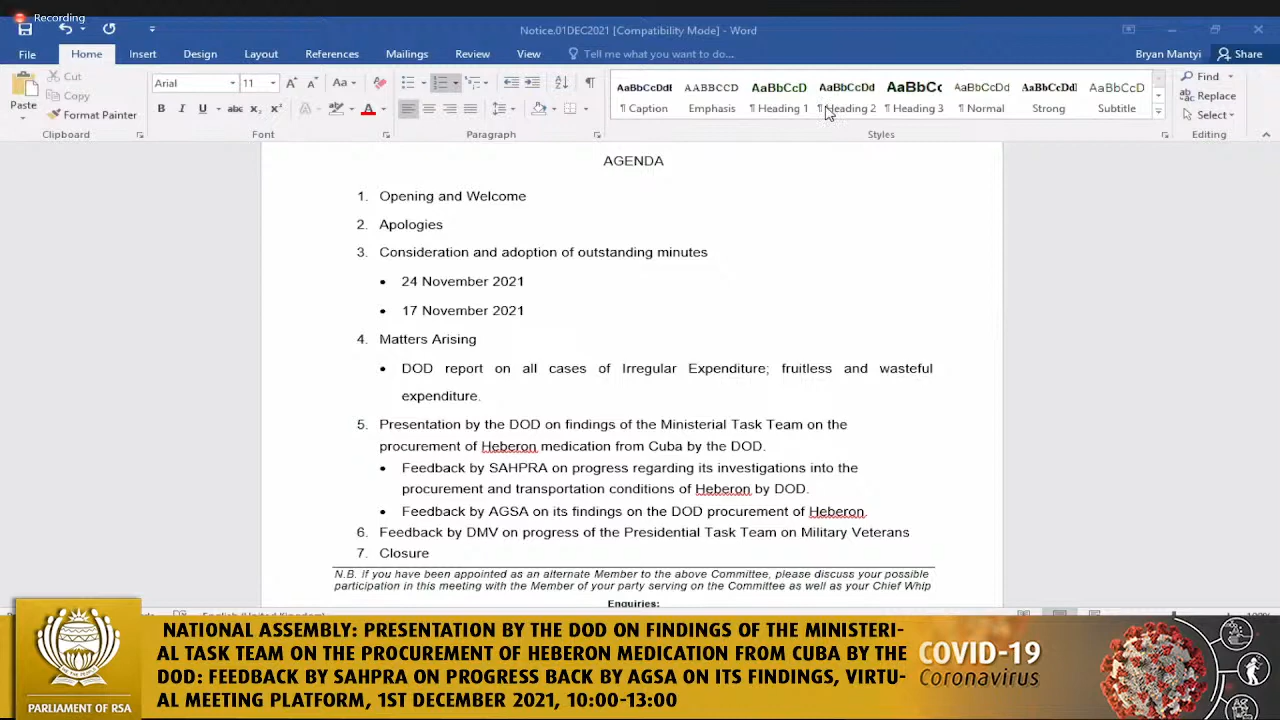 Recording
Notice.01DEC2021 [Compatibility Mode] - Word
File Home Insert Design Layout References Mailings Review View Tell me what you want to do... Bryan Mantyi Share
Cut
Copy
Format Painter
Paste
Arial 11
Clipboard Font Paragraph Styles Editing
AaBbCcDdI AABBCCD AaBbCcD AaBbCcDd AaBbCc AaBbCcDd AaBbCcDd AaBbCcD
¶ Caption Emphasis ¶ Heading 1 ¶ Heading 2 ¶ Heading 3 ¶ Normal Strong Subtitle
Find
Replace
Select
AGENDA
1. Opening and Welcome
2. Apologies
3. Consideration and adoption of outstanding minutes
• 24 November 2021
• 17 November 2021
4. Matters Arising
• DOD report on all cases of Irregular Expenditure; fruitless and wasteful
expenditure.
5. Presentation by the DOD on findings of the Ministerial Task Team on the
procurement of Heberon medication from Cuba by the DOD.
• Feedback by SAHPRA on progress regarding its investigations into the
procurement and transportation conditions of Heberon by DOD.
• Feedback by AGSA on its findings on the DOD procurement of Heberon.
6. Feedback by DMV on progress of the Presidential Task Team on Military Veterans
7. Closure
N.B. If you have been appointed as an alternate Member to the above Committee, please discuss your possible
participation in this meeting with the Member of your party serving on the Committee as well as your Chief Whip
Enquiries:
NATIONAL ASSEMBLY: PRESENTATION BY THE DOD ON FINDINGS OF THE MINISTERI-
AL TASK TEAM ON THE PROCUREMENT OF HEBERON MEDICATION FROM CUBA BY THE
DOD: FEEDBACK BY SAHPRA ON PROGRESS BACK BY AGSA ON ITS FINDINGS, VIRTU-
AL MEETING PLATFORM, 1ST DECEMBER 2021, 10:00-13:00
PARLIAMENT OF RSA
COVID-19
Coronavirus